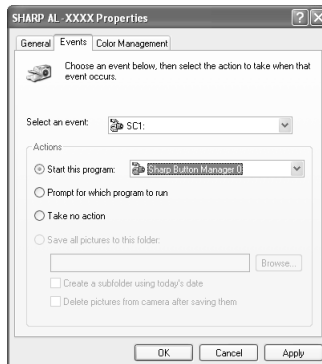 SHARP AL-XXXX Properties
General Events Color Management
Choose an event below, then select the action to take when that
event occurs.
Select an event: SC1:
Actions
Start this program: Sharp Button Manager O
Prompt for which program to run
Take no action
Save all pictures to this folder:
Browse...
Create a subfolder using today's date
Delete pictures from camera after saving them
OK Cancel Apply